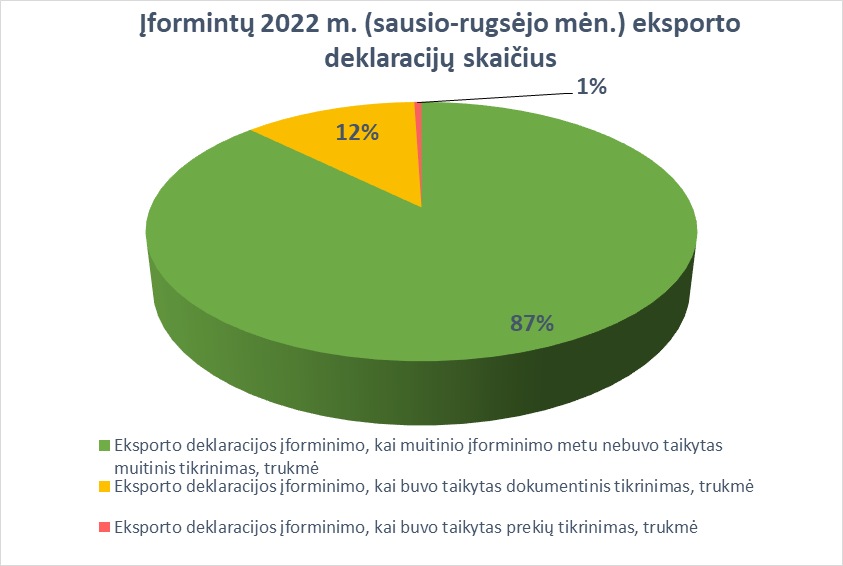 Įformintų 2022 m. (sausio-rugsėjo mėn.) eksporto
deklaracijų skaičius
1%
12%
87%
Eksporto deklaracijos įforminimo, kai muitinio įforminimo metu nebuvo taikytas
muitinis tikrinimas, trukmė
Eksporto deklaracijos įforminimo, kai buvo taikytas dokumentinis tikrinimas, trukmė
Eksporto deklaracijos įforminimo, kai buvo taikytas prekių tikrinimas, trukmė